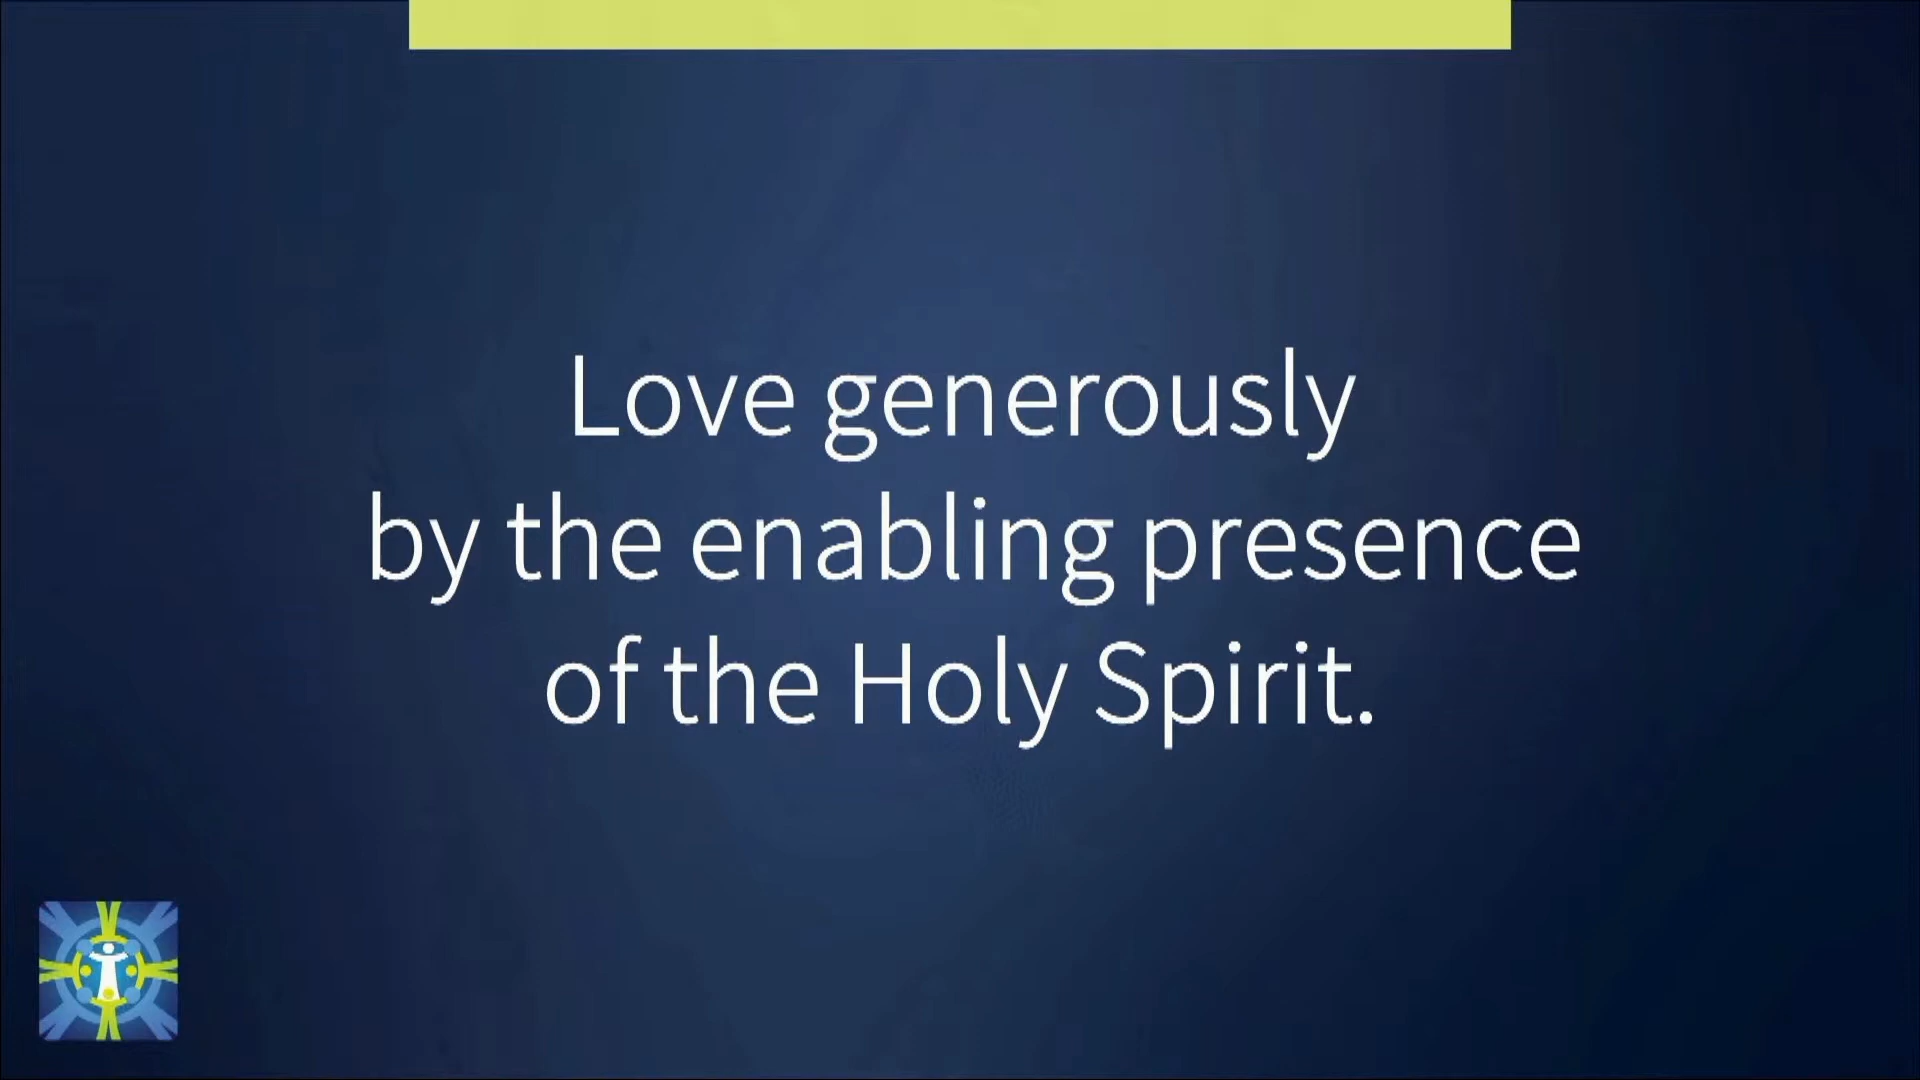 Love generously
by the enabling presence
of the Holy Spirit.